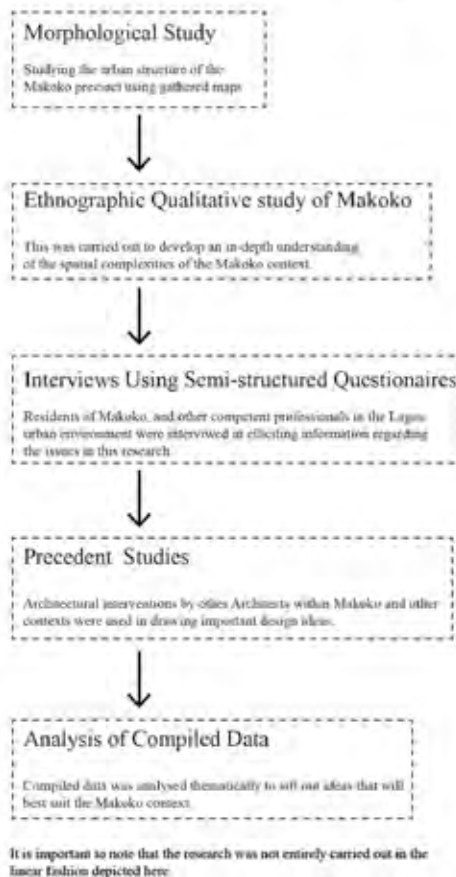 Morphological Study
Studying the urban structure of the
Makoko precinct using gathered maps
Ethnographic Qualitative study of Makoko
This was carried out to develop an in-depth understanding
of the spatial complexities of the Makoko context.
Interviews Using Semi-structured Questionaires
Residents of Makoko, and other competent professionals in the Lagos
urban environment were interviewed in elliciting information regarding
the issues in this research
Precedent Studies
Architectural interventions by other Architects within Makoko and other
contexts were used in drawing important design ideas.
Analysis of Compiled Data
Compiled data was analysed thematically to sift out ideas that will
best suit the Makoko context
It is important to note that the research was not entirely carried out in the
linear fashion depicted here